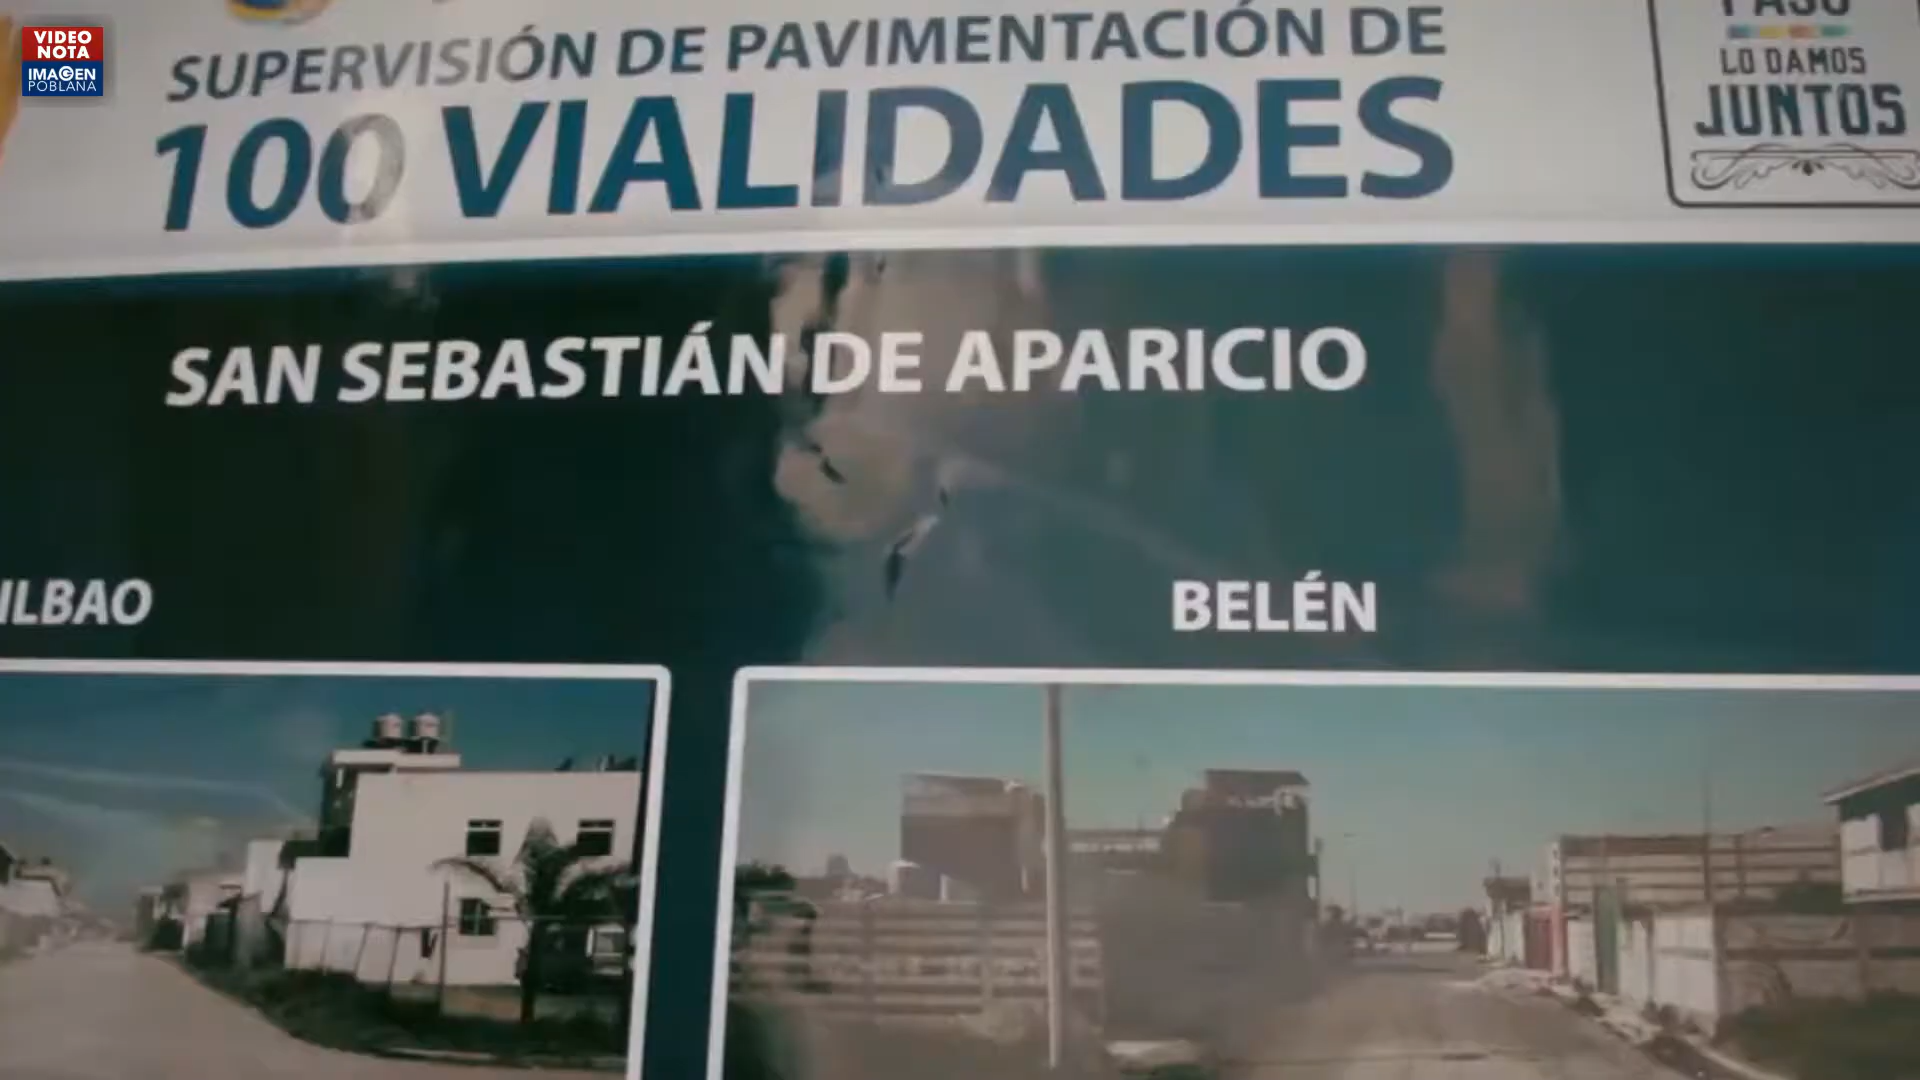 VIDEO
NOTA
IMAGEN
POBLANA
SUPERVISIÓN DE PAVIMENTACIÓN DE
100 VIALIDADES
PASO
LO DAMOS
JUNTOS
SAN SEBASTIÁN DE APARICIO
ILBAO
BELÉN